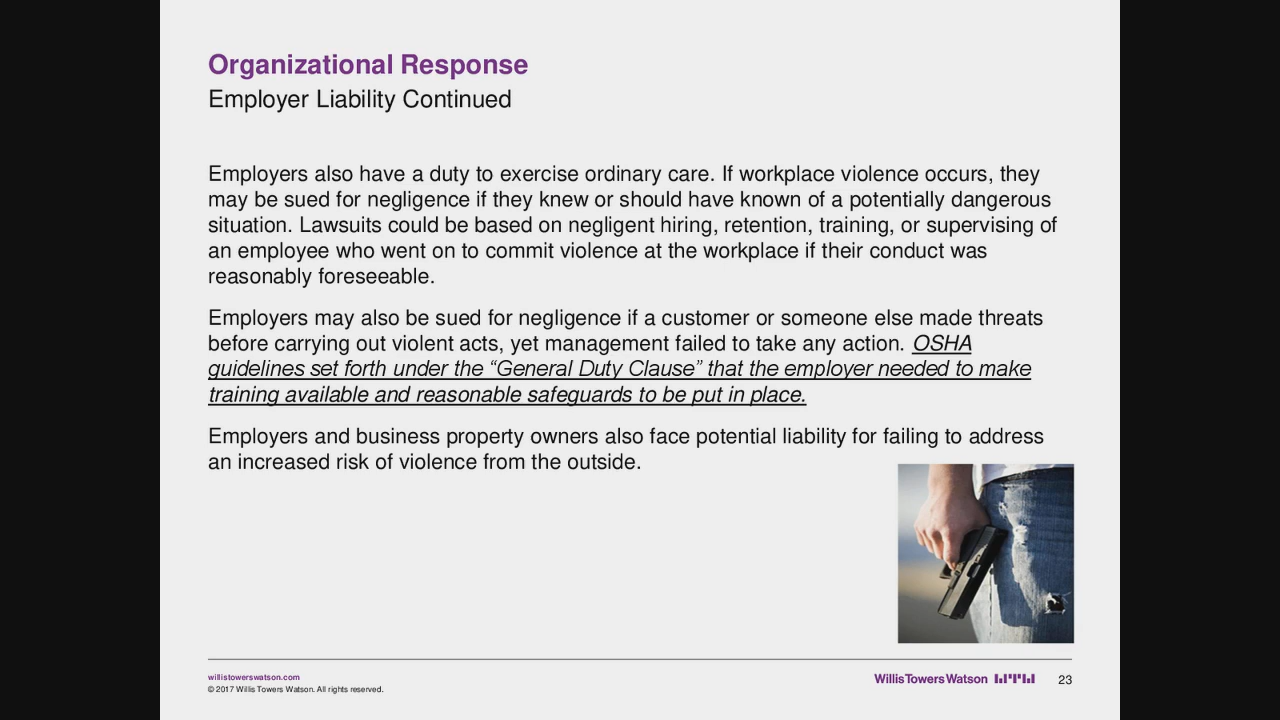 Organizational Response
Employer Liability Continued
Employers also have a duty to exercise ordinary care. If workplace violence occurs, they
may be sued for negligence if they knew or should have known of a potentially dangerous
situation. Lawsuits could be based on negligent hiring, retention, training, or supervising of
an employee who went on to commit violence at the workplace if their conduct was
reasonably foreseeable.
Employers may also be sued for negligence if a customer or someone else made threats
before carrying out violent acts, yet management failed to take any action. OSHA
guidelines set forth under the “General Duty Clause” that the employer needed to make
training available and reasonable safeguards to be put in place.
Employers and business property owners also face potential liability for failing to address
an increased risk of violence from the outside.
willistowerswatson.com
© 2017 Willis Towers Watson. All rights reserved.
WillisTowersWatson
23